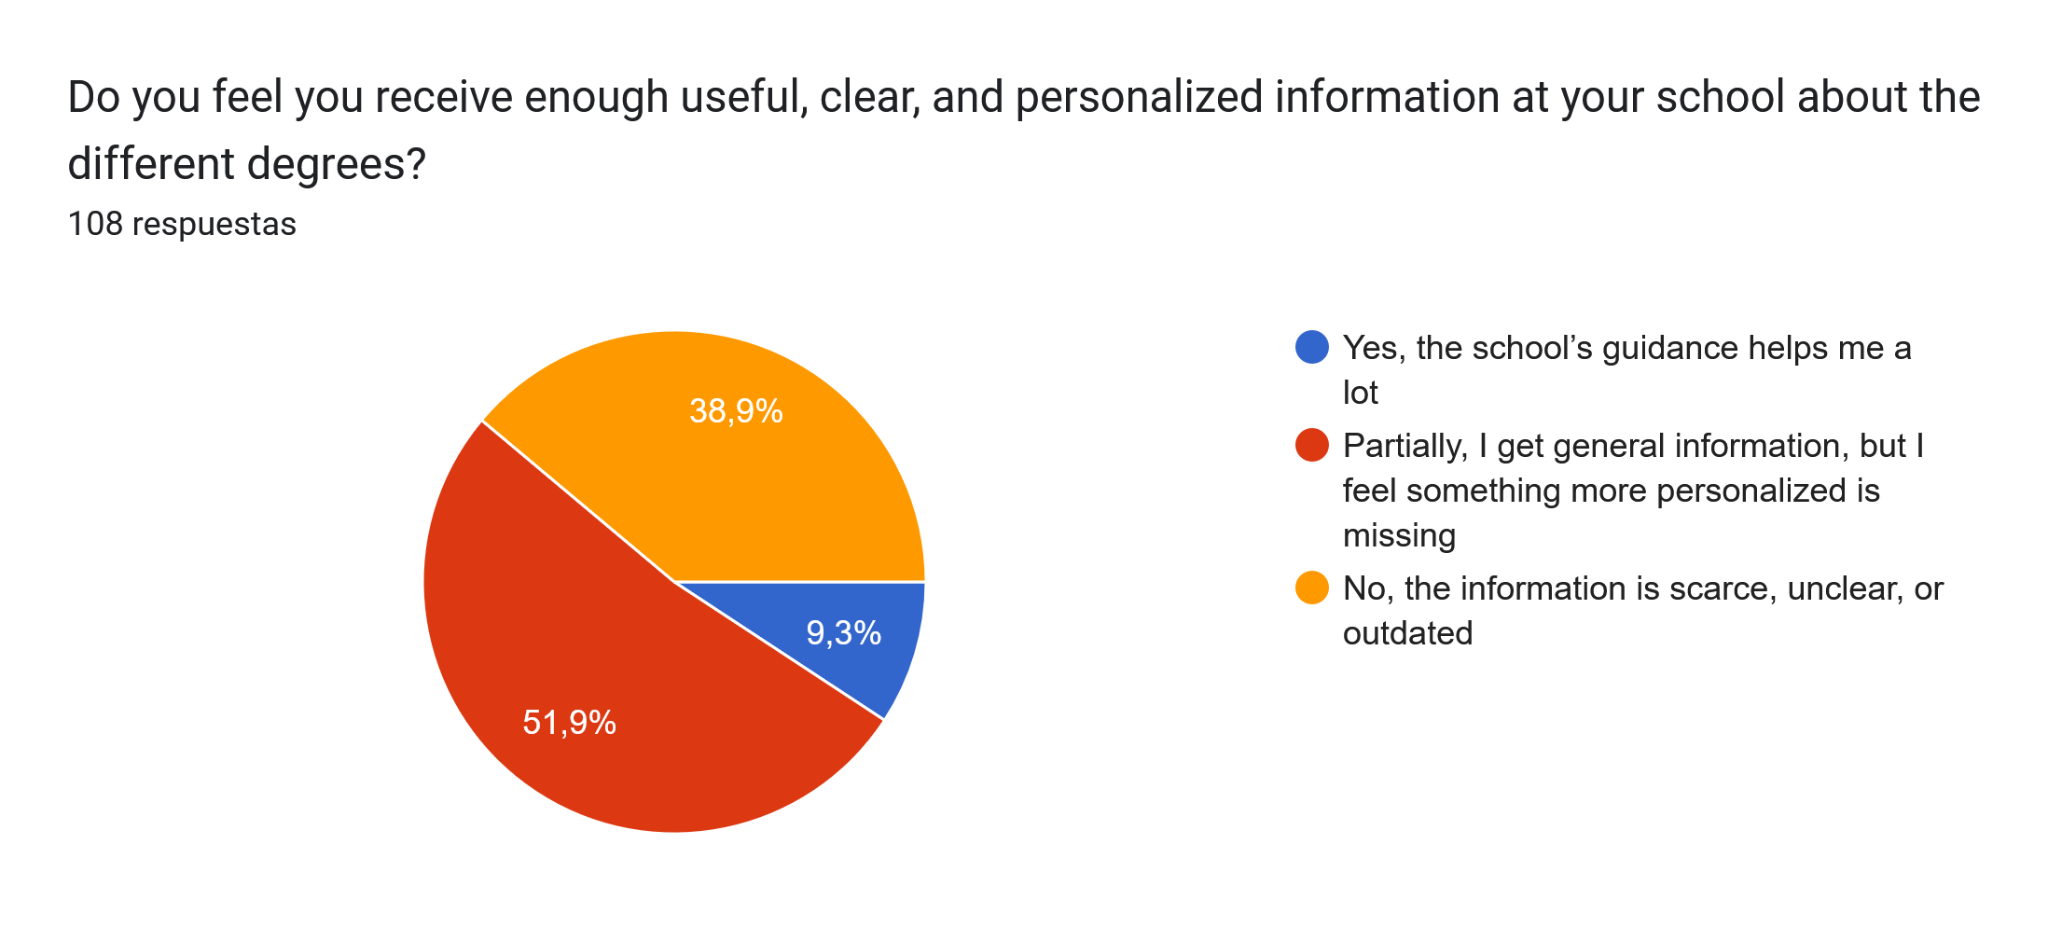 Do you feel you receive enough useful, clear, and personalized information at your school about the
different degrees?
108 respuestas
38,9%
9,3%
51,9%
Yes, the school’s guidance helps me a
lot
Partially, I get general information, but I
feel something more personalized is
missing
No, the information is scarce, unclear, or
outdated